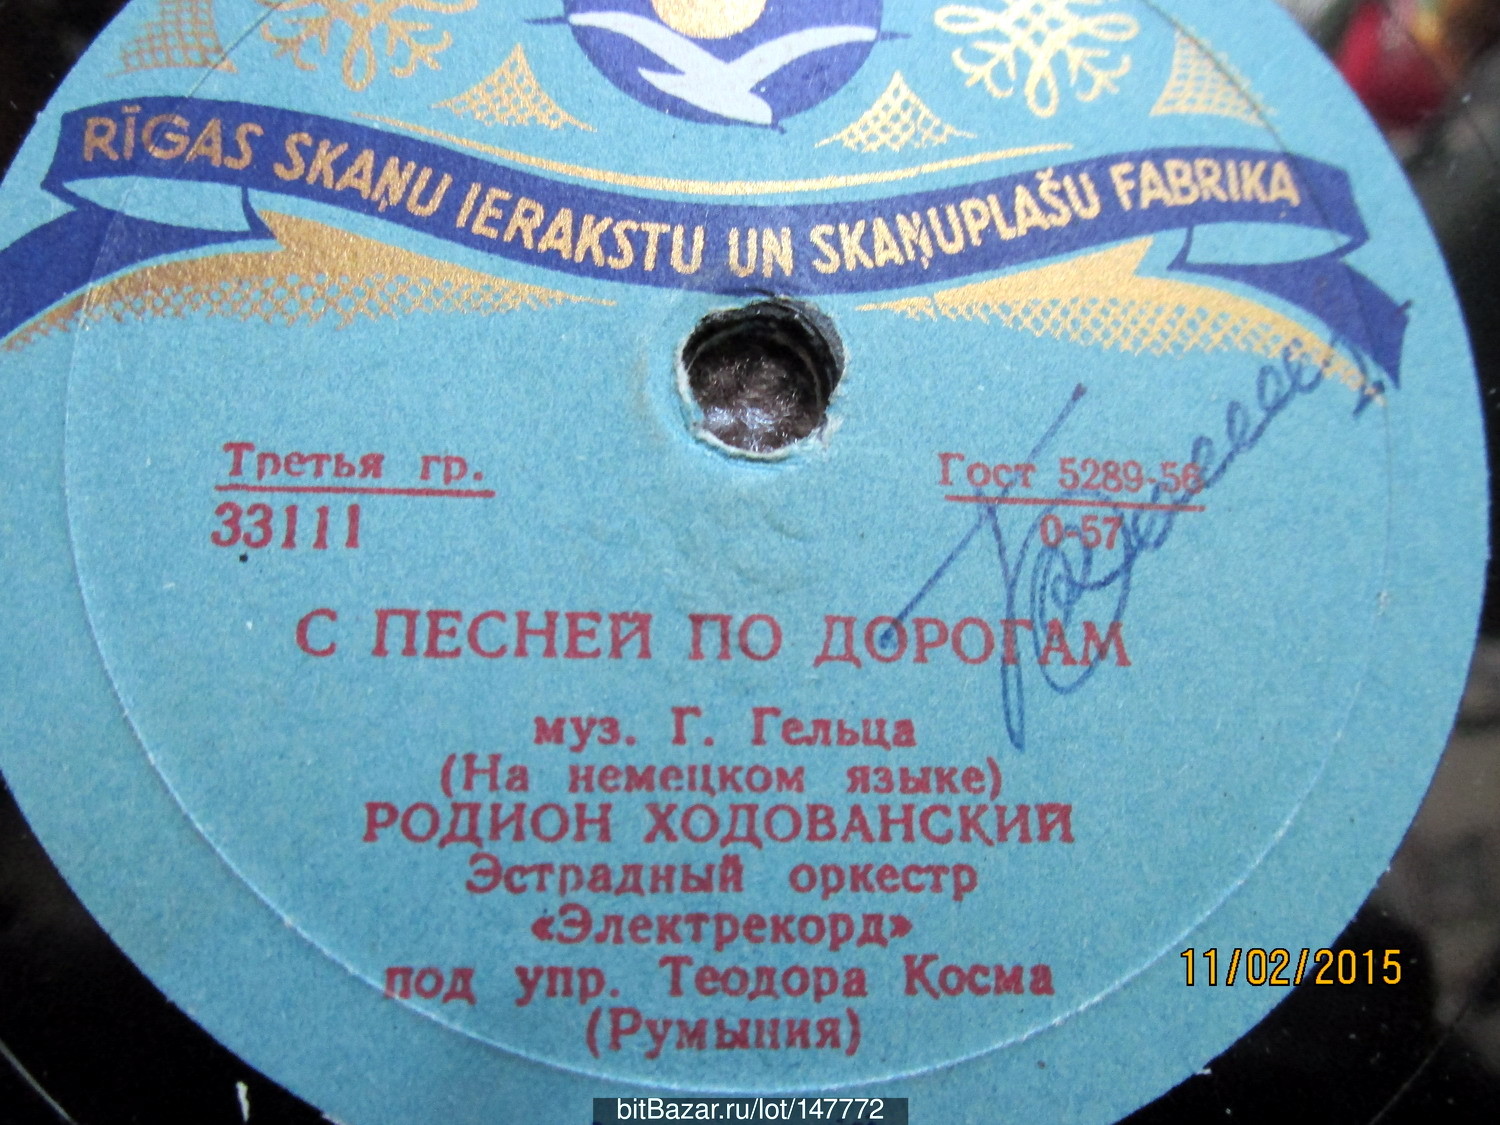 RĪGAS SKAŅU IERAKSTU UN SKAŅUPLAŠU FABRIKA
Третья гр.
33111
Гост 5289-56
0-57
С ПЕСНЕЙ ПО ДОРОГАМ
муз. Г. Гельца
(На немецком языке)
РОДИОН ХОДОВАНСКИЙ
Эстрадный оркестр
«Электрекорд»
под упр. Теодора Косма
(Румыния)
11/02/2015
bitBazar.ru/lot/147772